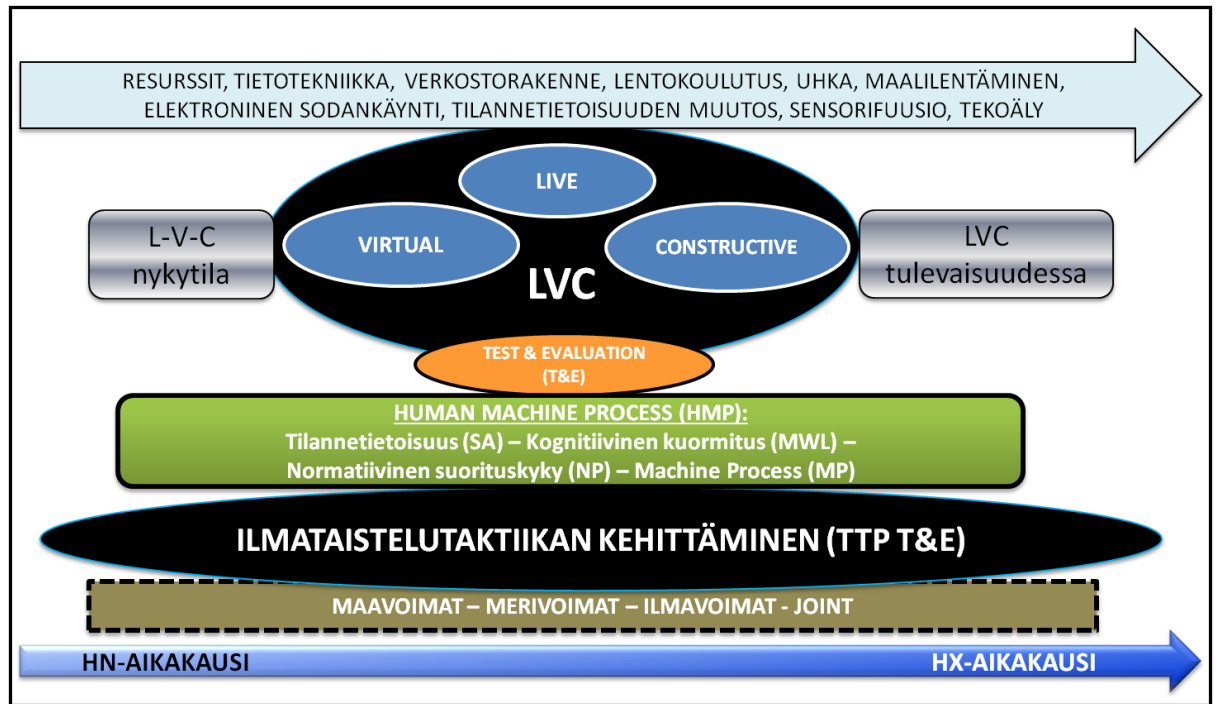 RESURSSIT, TIETOTEKNIIKKA, VERKOSTORAKENNE, LENTOKOULUTUS, UHKA, MAALILENTÄMINEN,
ELEKTRONINEN SODANKÄYNTI, TILANNETIETOISUUDEN MUUTOS, SENSORIFUUSIO, TEKOÄLY
LIVE
L-V-C
nykytila
VIRTUAL
CONSTRUCTIVE
LVC
tulevaisuudessa
LVC
TEST & EVALUATION
(T&E)
HUMAN MACHINE PROCESS (HMP):
Tilannetietoisuus (SA) – Kognitiivinen kuormitus (MWL) –
Normatiivinen suorituskyky (NP) – Machine Process (MP)
ILMATAISTELUTAKTIIKAN KEHITTÄMINEN (TTP T&E)
MAAVOIMAT – MERIVOIMAT – ILMAVOIMAT - JOINT
HN-AIKAKAUSI
HX-AIKAKAUSI